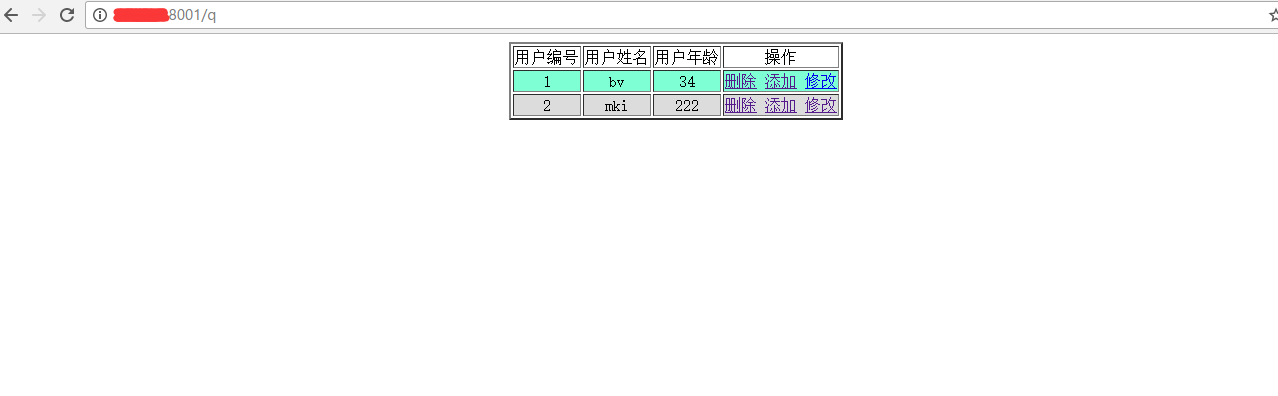 8001/q
用户编号 用户姓名 用户年龄 操作
1 bv 34 删除 添加 修改
2 mki 222 删除 添加 修改